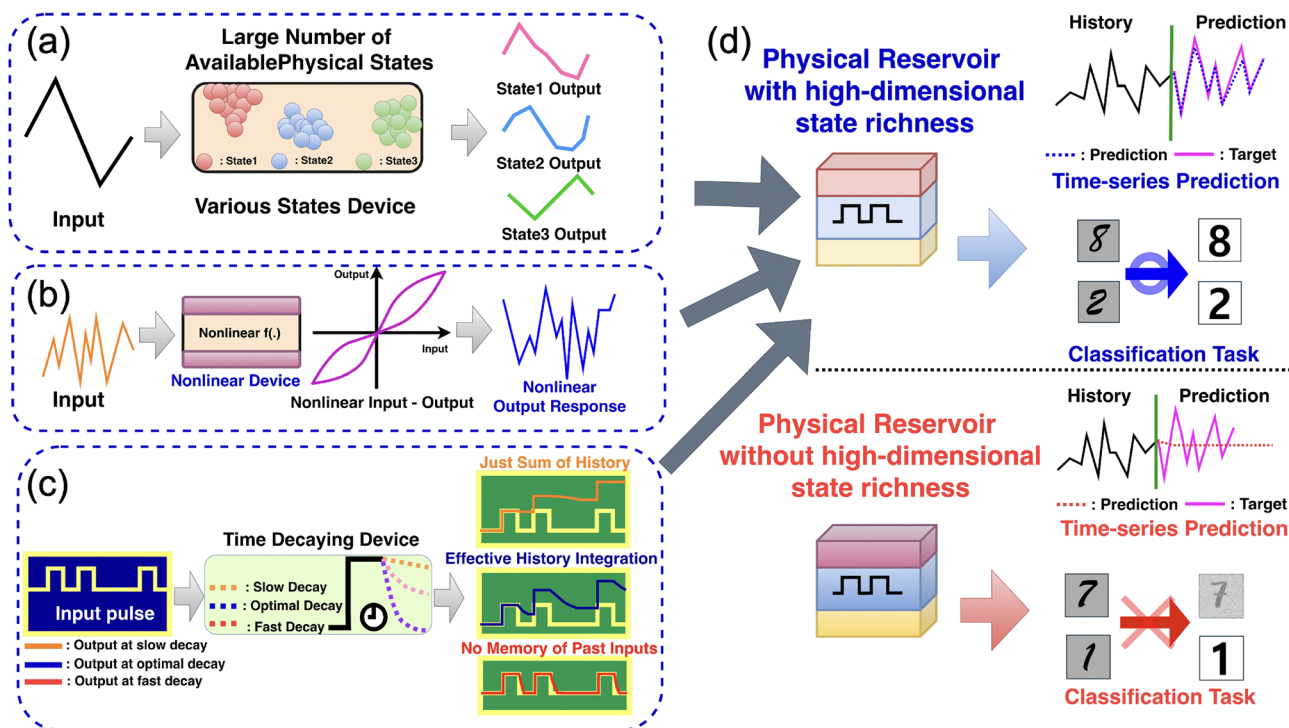 (a)
Large Number of
AvailablePhysical States
: State1
: State2
: State3
Input
Various States Device
State1 Output
State2 Output
State3 Output
(b)
Input
Nonlinear f(.)
Nonlinear Device
Output
Input
Nonlinear Input - Output
Nonlinear
Output Response
(c)
Input pulse
: Output at slow decay
: Output at optimal decay
: Output at fast decay
Time Decaying Device
: Slow Decay
: Optimal Decay
: Fast Decay
Just Sum of History
Effective History Integration
No Memory of Past Inputs
(d)
Physical Reservoir
with high-dimensional
state richness
History Prediction
: Prediction : Target
Time-series Prediction
8 8
2 2
Classification Task
Physical Reservoir
without high-dimensional
state richness
History Prediction
: Prediction : Target
Time-series Prediction
7 7
1 1
Classification Task